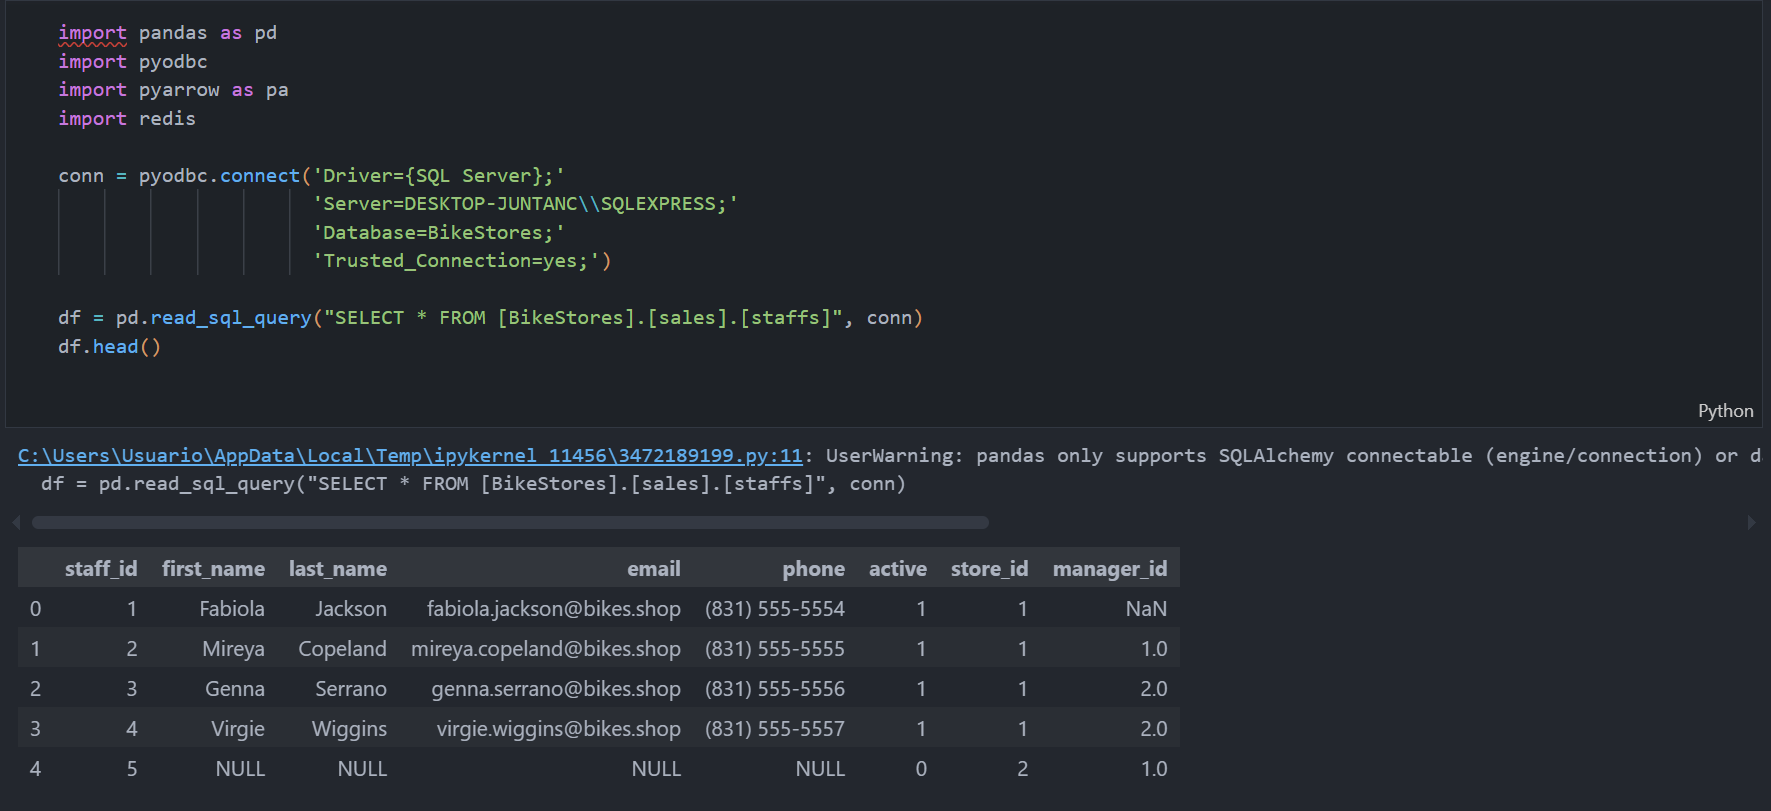 import pandas as pd
import pyodbc
import pyarrow as pa
import redis
conn = pyodbc.connect('Driver={SQL Server};'
'Server=DESKTOP-JUNTANC\\SQLEXPRESS;'
'Database=BikeStores;'
'Trusted_Connection=yes;')
df = pd.read_sql_query("SELECT * FROM [BikeStores].[sales].[staffs]", conn)
df.head()
Python
C:\Users\Usuario\AppData\Local\Temp\ipykernel_11456\3472189199.py:11: UserWarning: pandas only supports SQLAlchemy connectable (engine/connection) or d
df = pd.read_sql_query("SELECT * FROM [BikeStores].[sales].[staffs]", conn)
staff_id first_name last_name email phone active store_id manager_id
0 1 Fabiola Jackson fabiola.jackson@bikes.shop (831) 555-5554 1 1 NaN
1 2 Mireya Copeland mireya.copeland@bikes.shop (831) 555-5555 1 1 1.0
2 3 Genna Serrano genna.serrano@bikes.shop (831) 555-5556 1 1 2.0
3 4 Virgie Wiggins virgie.wiggins@bikes.shop (831) 555-5557 1 1 2.0
4 5 NULL NULL NULL NULL 0 2 1.0